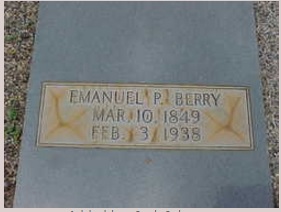 EMANUEL P. BERRY
MAR. 10, 1849
FEB. 3, 1938